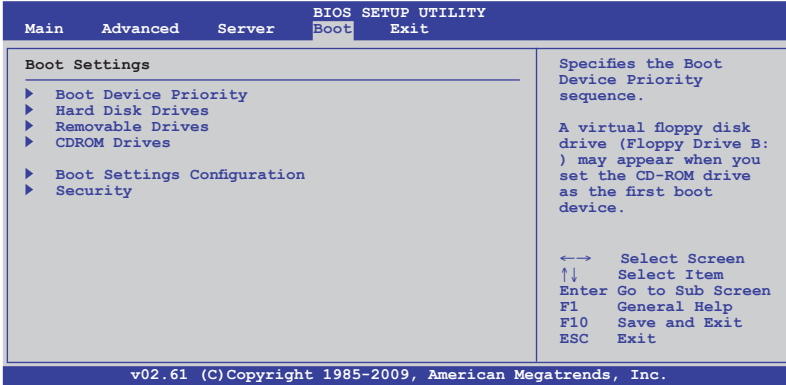 BIOS SETUP UTILITY
Main Advanced Server Boot Exit
Boot Settings
Boot Device Priority
Hard Disk Drives
Removable Drives
CDROM Drives
Boot Settings Configuration
Security
Specifies the Boot
Device Priority
sequence.
A virtual floppy disk
drive (Floppy Drive B:
) may appear when you
set the CD-ROM drive
as the first boot
device.
←→ Select Screen
↑↓ Select Item
Enter Go to Sub Screen
F1 General Help
F10 Save and Exit
ESC Exit
v02.61 (C)Copyright 1985-2009, American Megatrends, Inc.